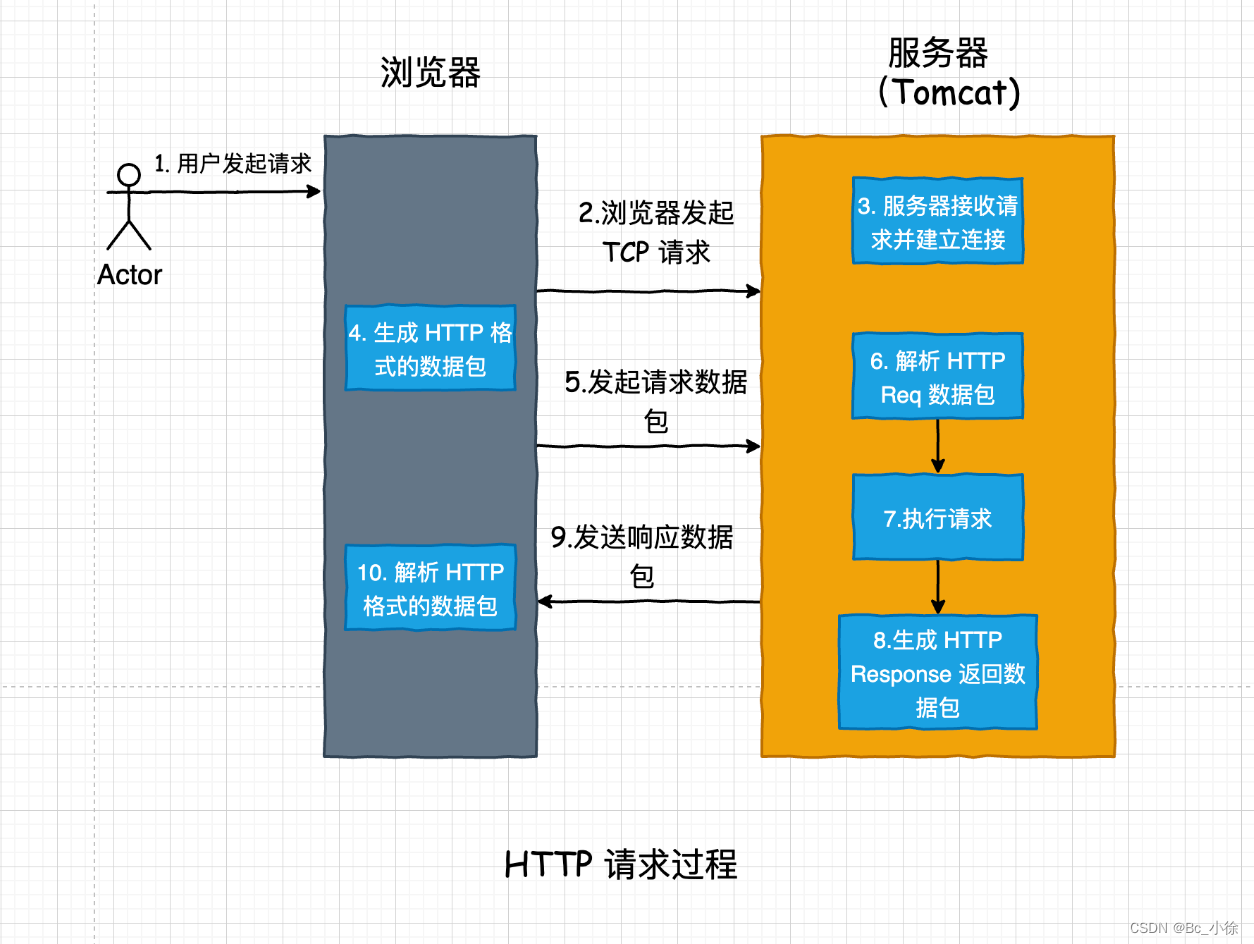 浏览器
服务器
（Tomcat)
1. 用户发起请求
Actor
2.浏览器发起
TCP 请求
3. 服务器接收请
求并建立连接
4. 生成 HTTP 格
式的数据包
5.发起请求数据
包
6. 解析 HTTP
Req 数据包
7.执行请求
8.生成 HTTP
Response 返回数
据包
9.发送响应数据
包
10. 解析 HTTP
格式的数据包
HTTP 请求过程
CSDN @Bc_小徐